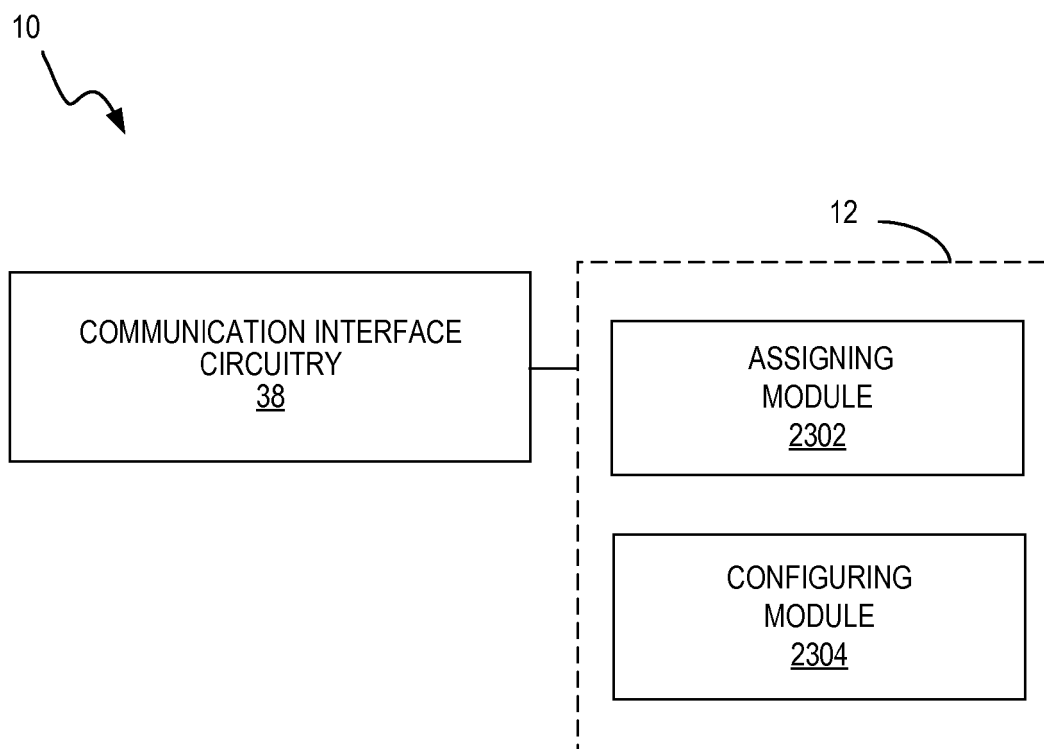 10
12
COMMUNICATION INTERFACE
CIRCUITRY
38
ASSIGNING
MODULE
2302
CONFIGURING
MODULE
2304